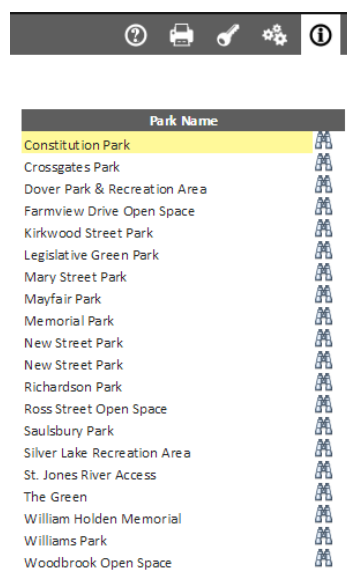 Park Name
Constitution Park
Crossgates Park
Dover Park & Recreation Area
Farmview Drive Open Space
Kirkwood Street Park
Legislative Green Park
Mary Street Park
Mayfair Park
Memorial Park
New Street Park
New Street Park
Richardson Park
Ross Street Open Space
Saulsbury Park
Silver Lake Recreation Area
St. Jones River Access
The Green
William Holden Memorial
Williams Park
Woodbrook Open Space